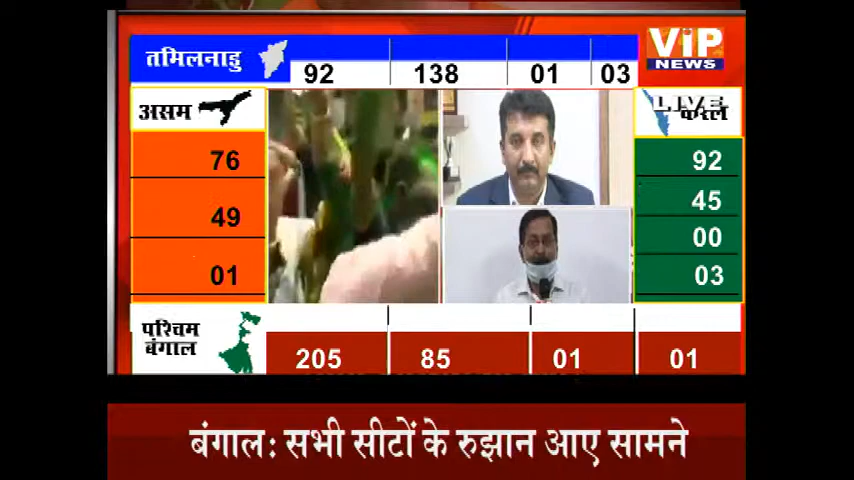 तमिलनाडु
92 138 01 03
ViP
NEWS
LIVE
असम
76
49
01
केरल
92
45
00
03
पश्चिम
बंगाल
205 85 01 01
बंगाल: सभी सीटों के रुझान आए सामने